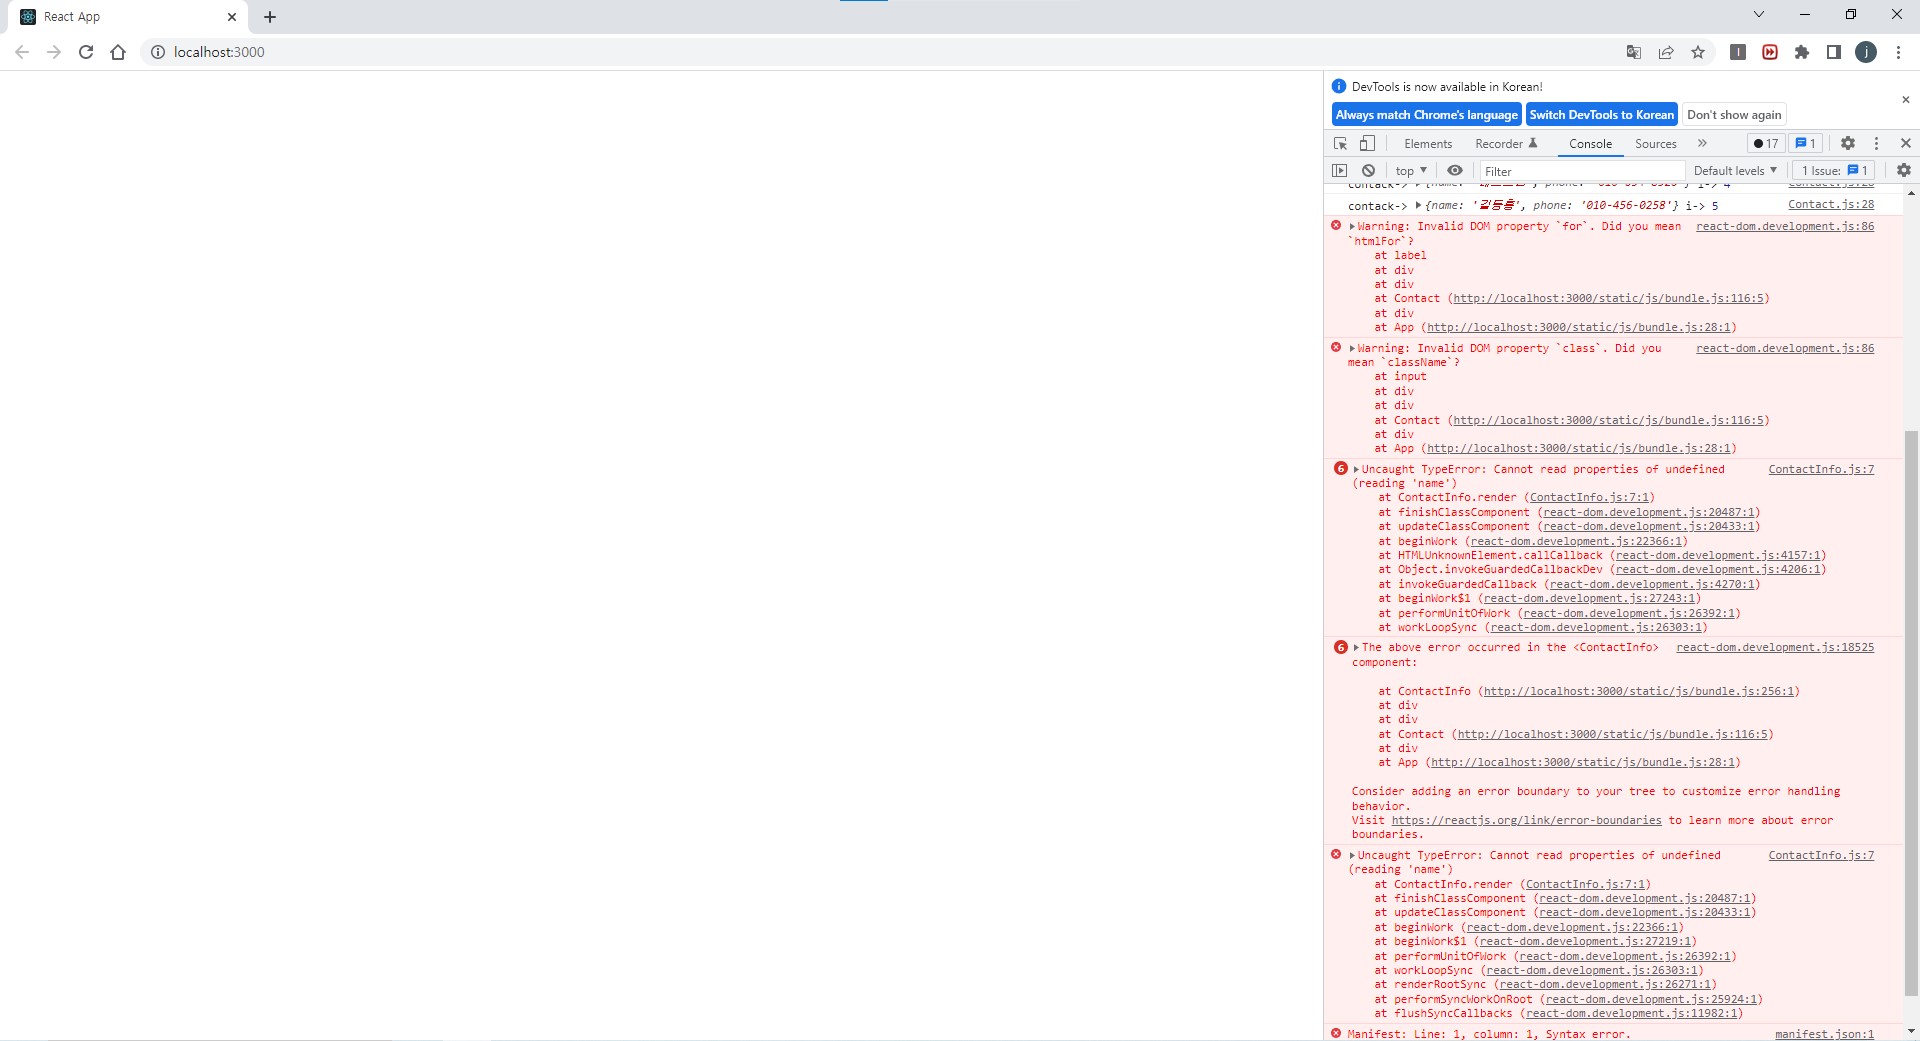 React App
localhost:3000
j
DevTools is now available in Korean!
Always match Chrome's language
Switch DevTools to Korean
Don't show again
Elements
Recorder
Console
Sources
17
1
top
Filter
Default levels
1 Issue:
1
contack-> ▶{name: '길동홍', phone: '010-456-0258'} i-> 5
Contact.js:28
▶Warning: Invalid DOM property `for`. Did you mean
react-dom.development.js:86
`htmlFor`?
at label
at div
at div
at Contact (http://localhost:3000/static/js/bundle.js:116:5)
at div
at App (http://localhost:3000/static/js/bundle.js:28:1)
▶Warning: Invalid DOM property `class`. Did you
react-dom.development.js:86
mean `className`?
at input
at div
at div
at Contact (http://localhost:3000/static/js/bundle.js:116:5)
at div
at App (http://localhost:3000/static/js/bundle.js:28:1)
6 ▶Uncaught TypeError: Cannot read properties of undefined
ContactInfo.js:7
(reading 'name')
at ContactInfo.render (ContactInfo.js:7:1)
at finishClassComponent (react-dom.development.js:20487:1)
at updateClassComponent (react-dom.development.js:20433:1)
at beginWork (react-dom.development.js:22366:1)
at HTMLUnknownElement.callCallback (react-dom.development.js:4157:1)
at Object.invokeGuardedCallbackDev (react-dom.development.js:4206:1)
at invokeGuardedCallback (react-dom.development.js:4270:1)
at beginWork$1 (react-dom.development.js:27243:1)
at performUnitOfWork (react-dom.development.js:26392:1)
at workLoopSync (react-dom.development.js:26303:1)
6 ▶The above error occurred in the <ContactInfo>
react-dom.development.js:18525
component:
at ContactInfo (http://localhost:3000/static/js/bundle.js:256:1)
at div
at div
at Contact (http://localhost:3000/static/js/bundle.js:116:5)
at div
at App (http://localhost:3000/static/js/bundle.js:28:1)
Consider adding an error boundary to your tree to customize error handling
behavior.
Visit https://reactjs.org/link/error-boundaries to learn more about error
boundaries.
▶Uncaught TypeError: Cannot read properties of undefined
ContactInfo.js:7
(reading 'name')
at ContactInfo.render (ContactInfo.js:7:1)
at finishClassComponent (react-dom.development.js:20487:1)
at updateClassComponent (react-dom.development.js:20433:1)
at beginWork (react-dom.development.js:22366:1)
at beginWork$1 (react-dom.development.js:27219:1)
at performUnitOfWork (react-dom.development.js:26392:1)
at workLoopSync (react-dom.development.js:26303:1)
at renderRootSync (react-dom.development.js:26271:1)
at performSyncWorkOnRoot (react-dom.development.js:25924:1)
at flushSyncCallbacks (react-dom.development.js:11982:1)
Manifest: Line: 1, column: 1, Syntax error.
manifest.json:1